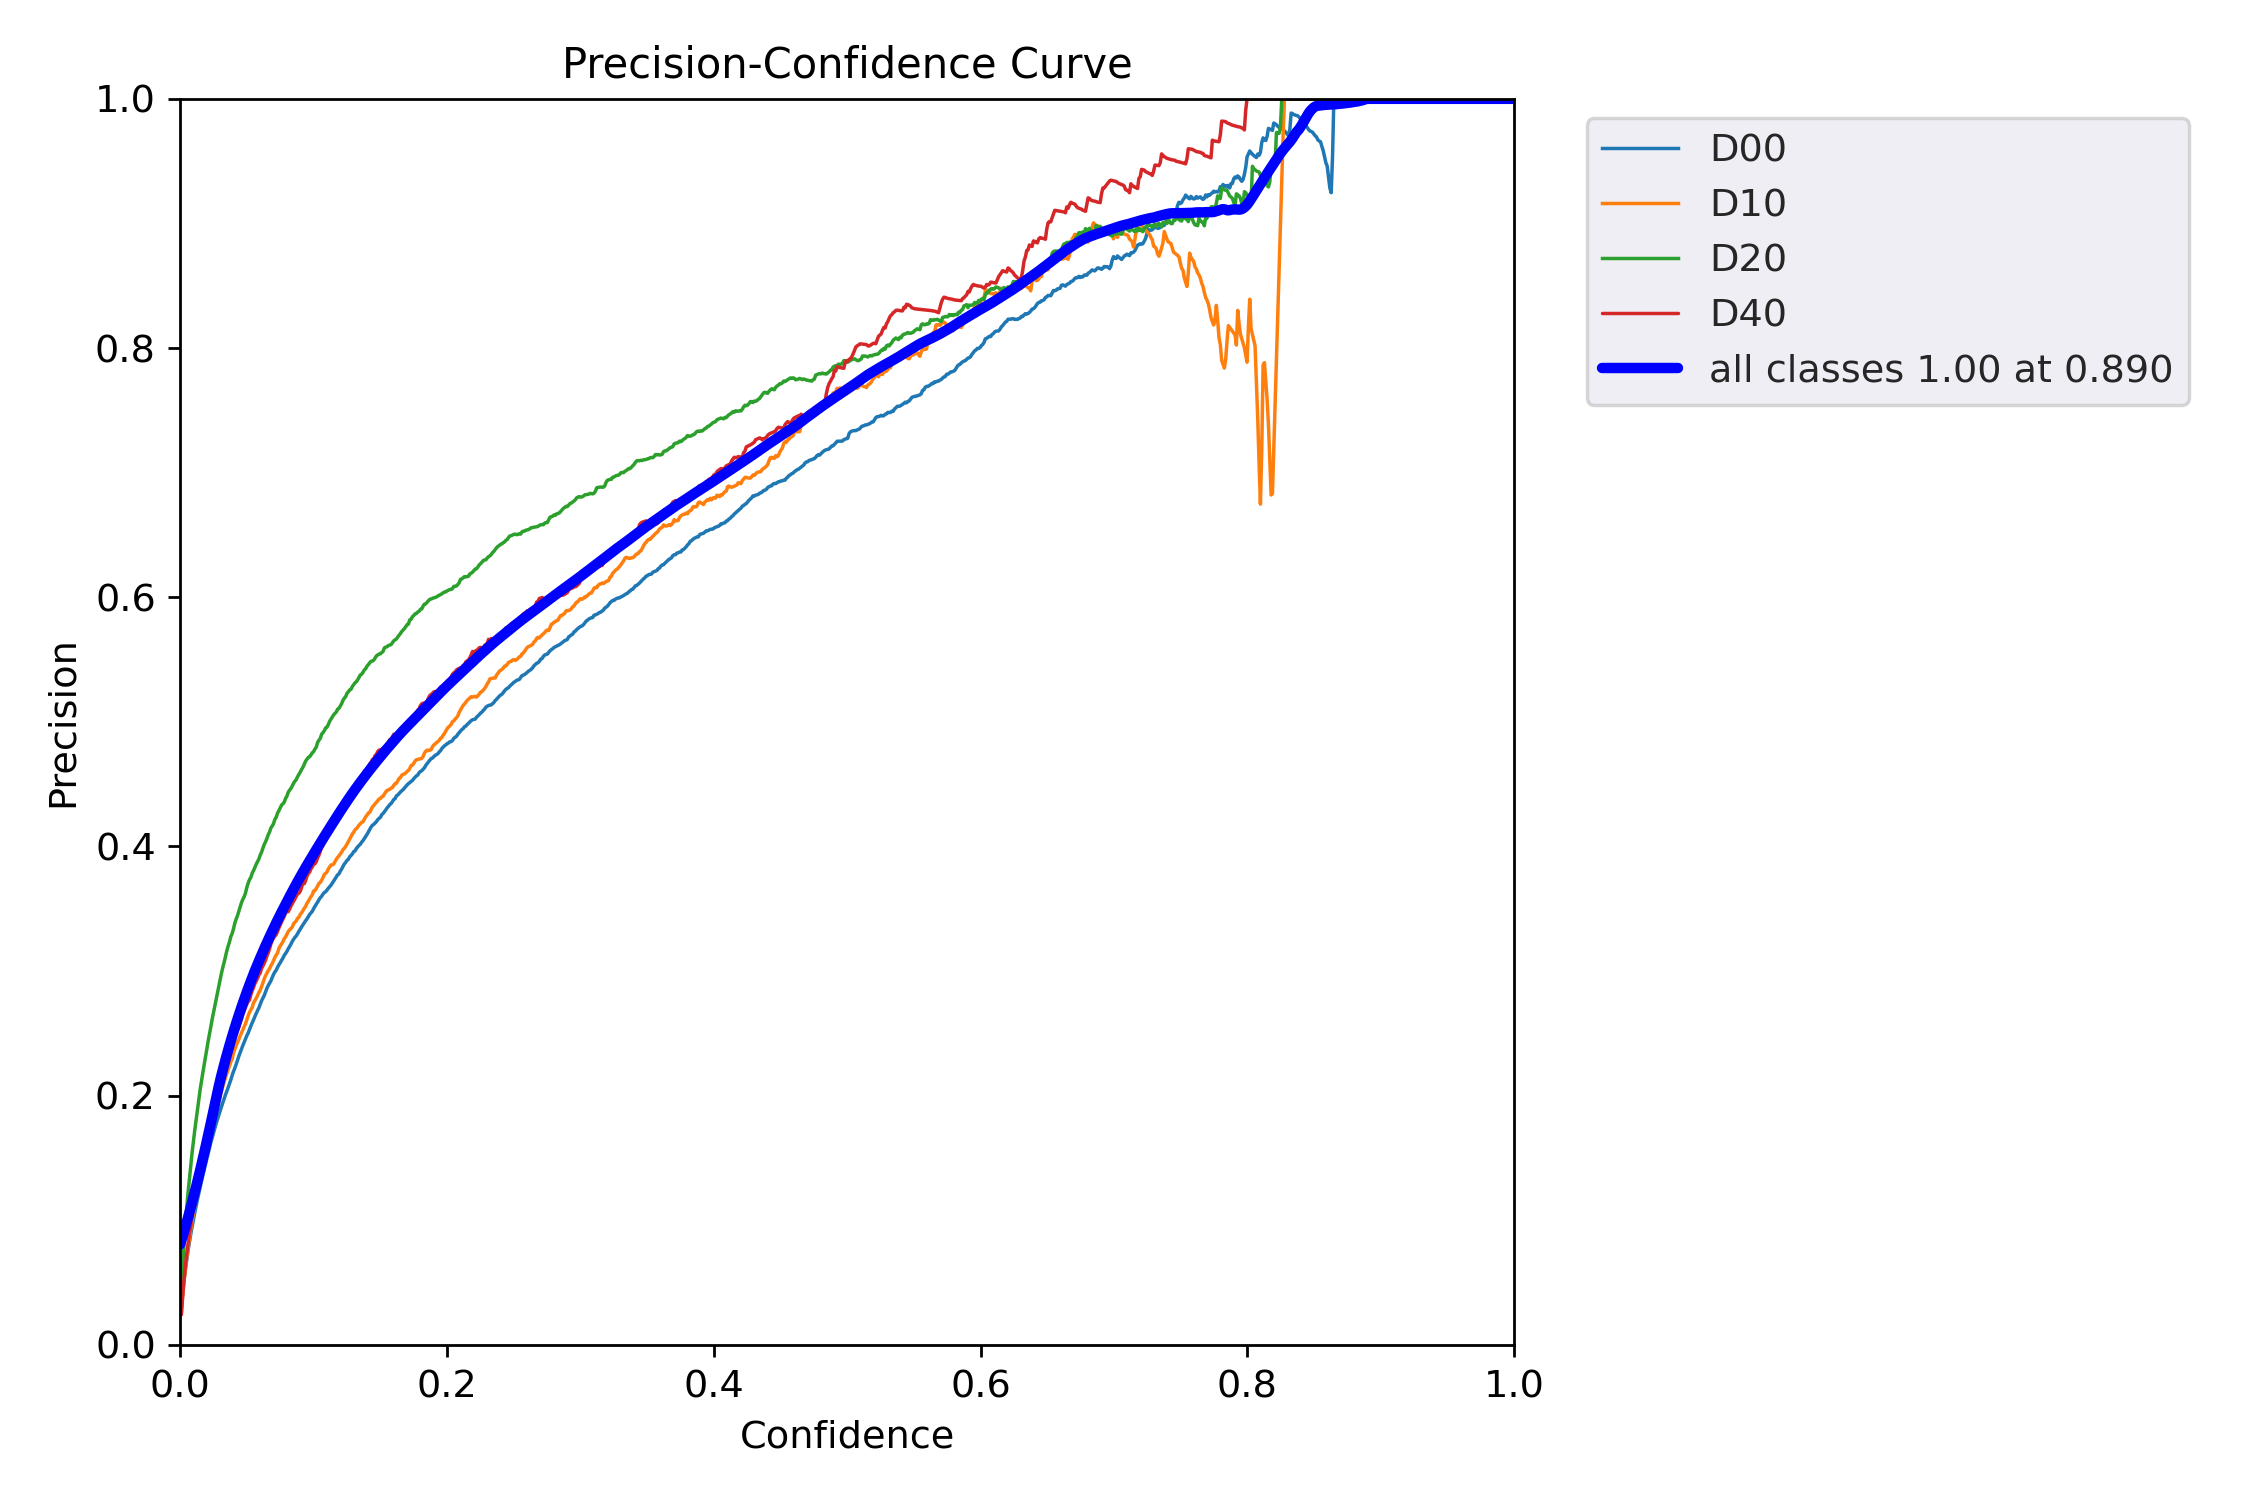 Precision-Confidence Curve
1.0
0.8
0.6
0.4
0.2
0.0
Precision
0.0 0.2 0.4 0.6 0.8 1.0
Confidence
D00
D10
D20
D40
all classes 1.00 at 0.890